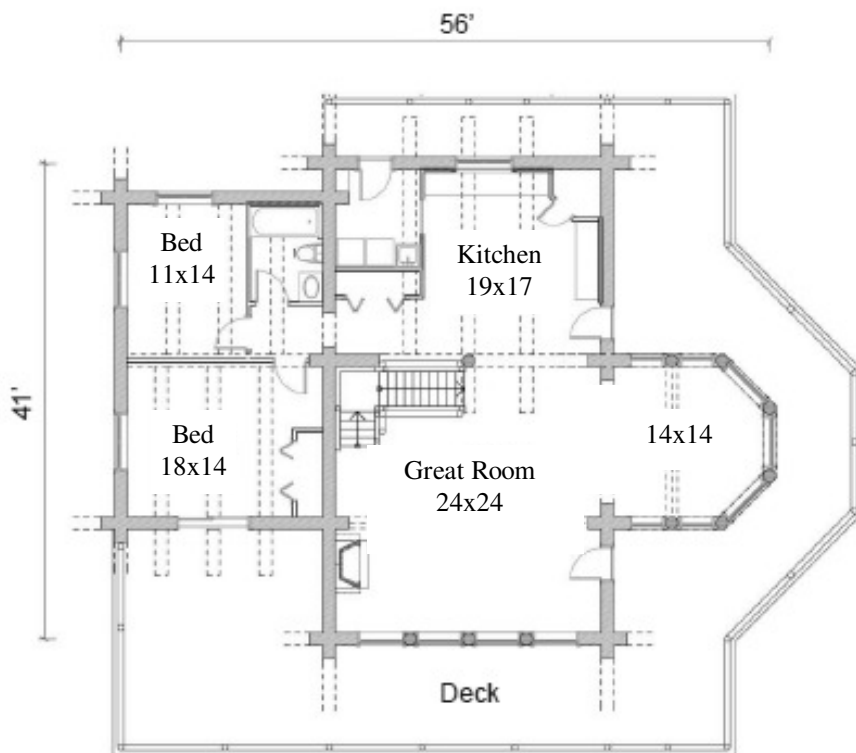 56’
41’
Bed
11x14
Kitchen
19x17
Bed
18x14
Great Room
24x24
14x14
Deck